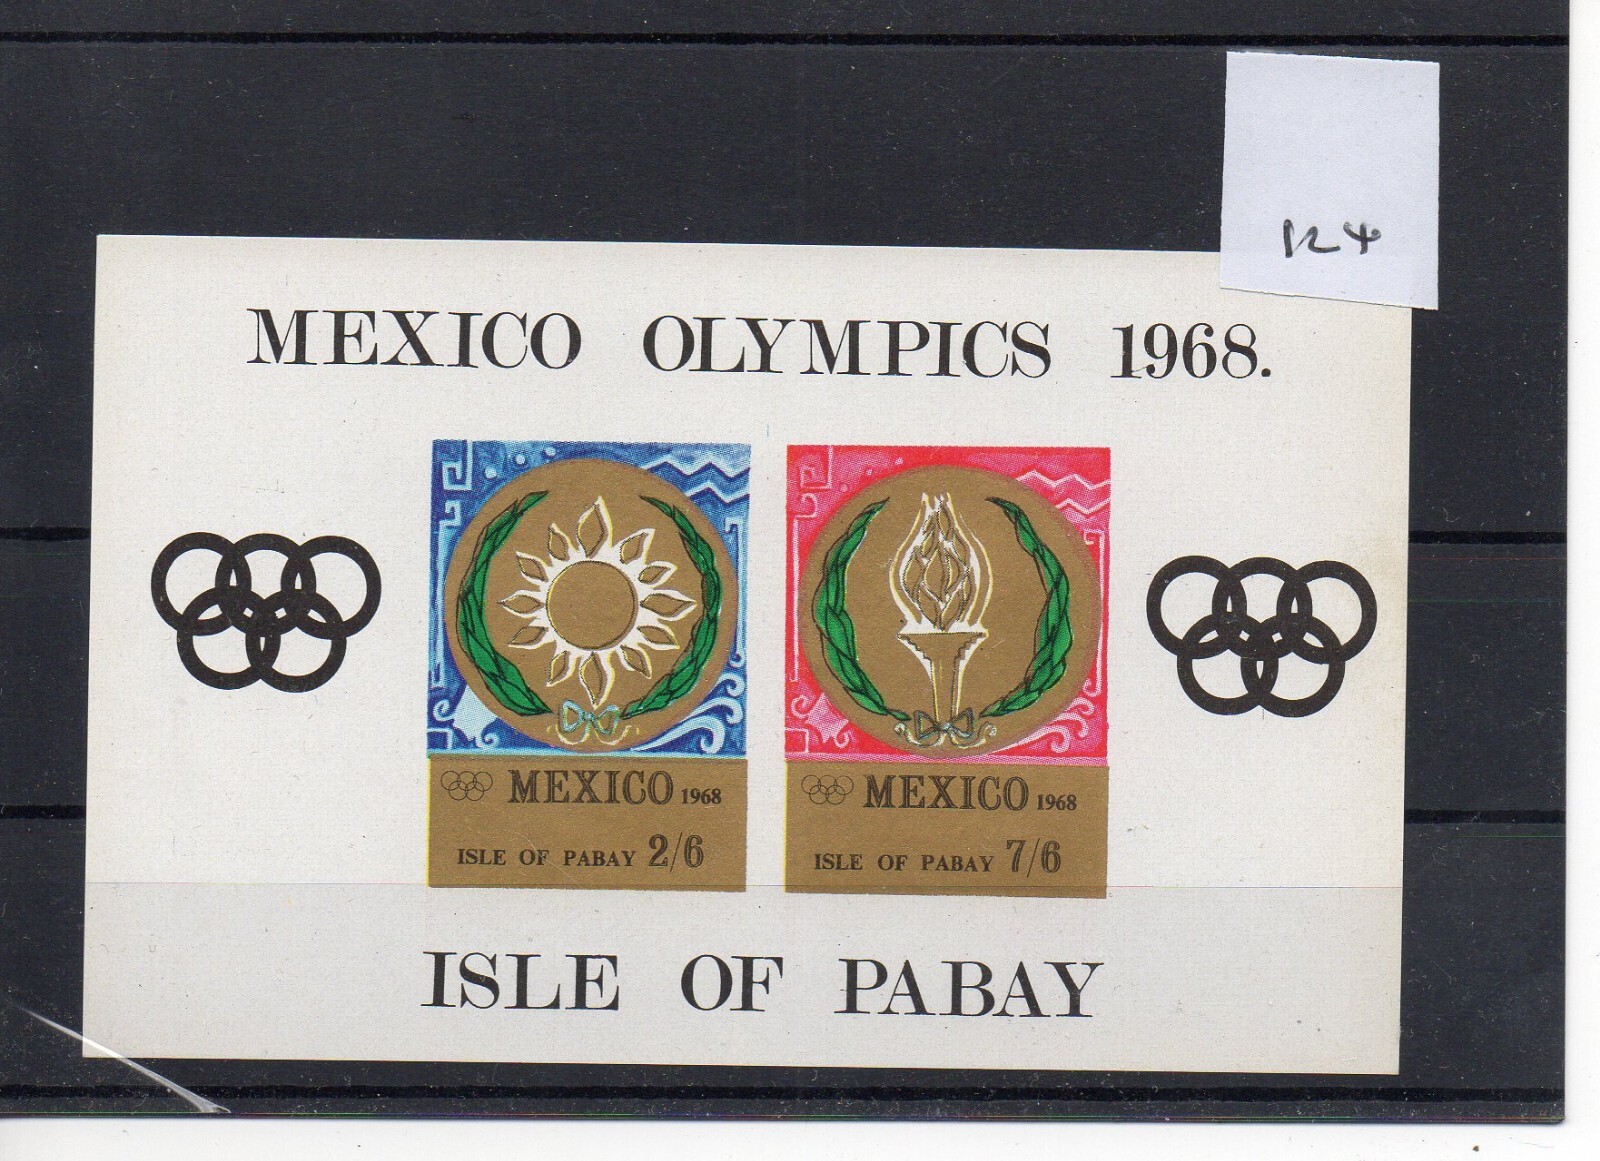 R4
MEXICO OLYMPICS 1968.
MEXICO 1968
ISLE OF PABAY 2/6
MEXICO 1968
ISLE OF PABAY 7/6
ISLE OF PABAY